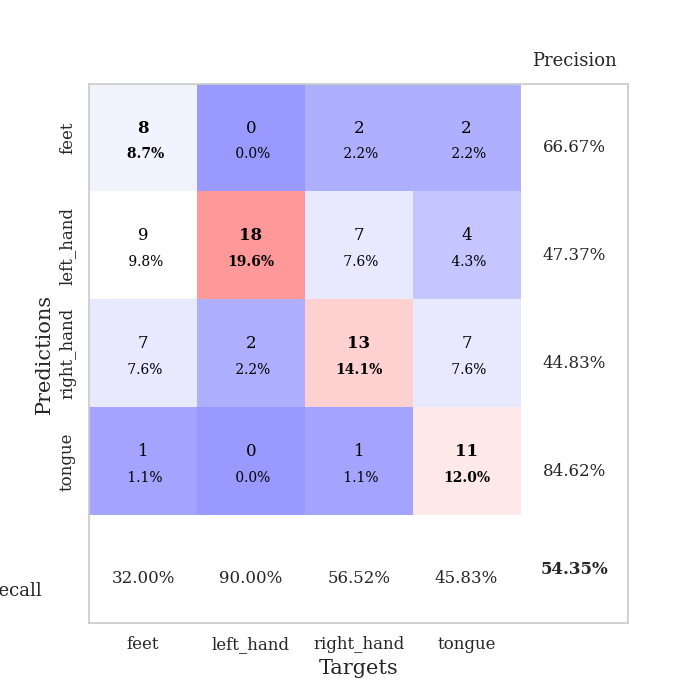 Precision
feet
8 0 2 2
8.7% 0.0% 2.2% 2.2%
66.67%
left_hand
9 18 7 4
9.8% 19.6% 7.6% 4.3%
47.37%
Predictions
right_hand
7 2 13 7
7.6% 2.2% 14.1% 7.6%
44.83%
tongue
1 0 1 11
1.1% 0.0% 1.1% 12.0%
84.62%
ecall
32.00% 90.00% 56.52% 45.83% 54.35%
feet left_hand right_hand tongue
Targets